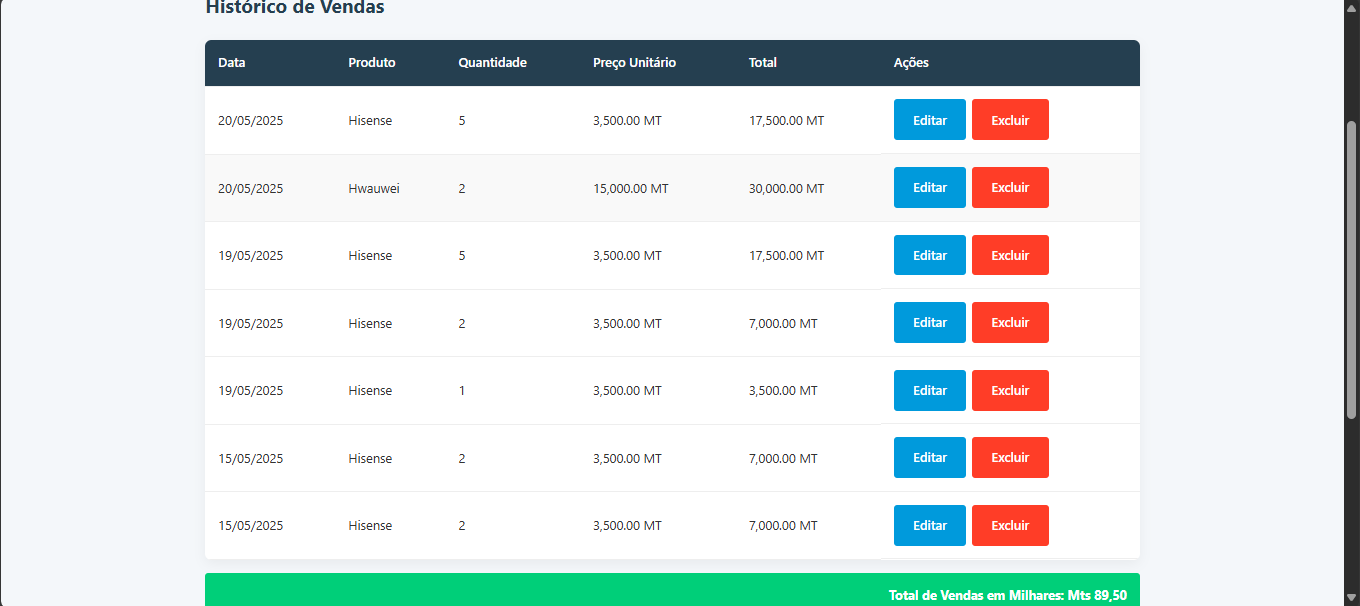 Histórico de Vendas
Data Produto Quantidade Preço Unitário Total Ações
20/05/2025 Hisense 5 3,500.00 MT 17,500.00 MT Editar Excluir
20/05/2025 Hwauwei 2 15,000.00 MT 30,000.00 MT Editar Excluir
19/05/2025 Hisense 5 3,500.00 MT 17,500.00 MT Editar Excluir
19/05/2025 Hisense 2 3,500.00 MT 7,000.00 MT Editar Excluir
19/05/2025 Hisense 1 3,500.00 MT 3,500.00 MT Editar Excluir
15/05/2025 Hisense 2 3,500.00 MT 7,000.00 MT Editar Excluir
15/05/2025 Hisense 2 3,500.00 MT 7,000.00 MT Editar Excluir
Total de Vendas em Milhares: Mts 89,50